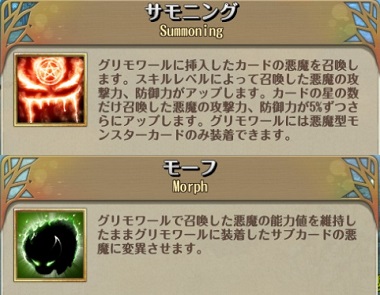 サモニング
Summoning
グリモワールに挿入したカードの悪魔を召喚
します。スキルレベルによって召喚した悪魔の攻
撃力、防御力がアップします。カードの星の数
だけ召喚した悪魔の攻撃力、防御力が5%ずつさ
らにアップします。グリモワールには悪魔型モ
ンスターカードのみ装着できます。
モーフ
Morph
グリモワールで召喚した悪魔の能力値を維持し
たままグリモワールに装着したサブカードの悪
魔に変異させます。